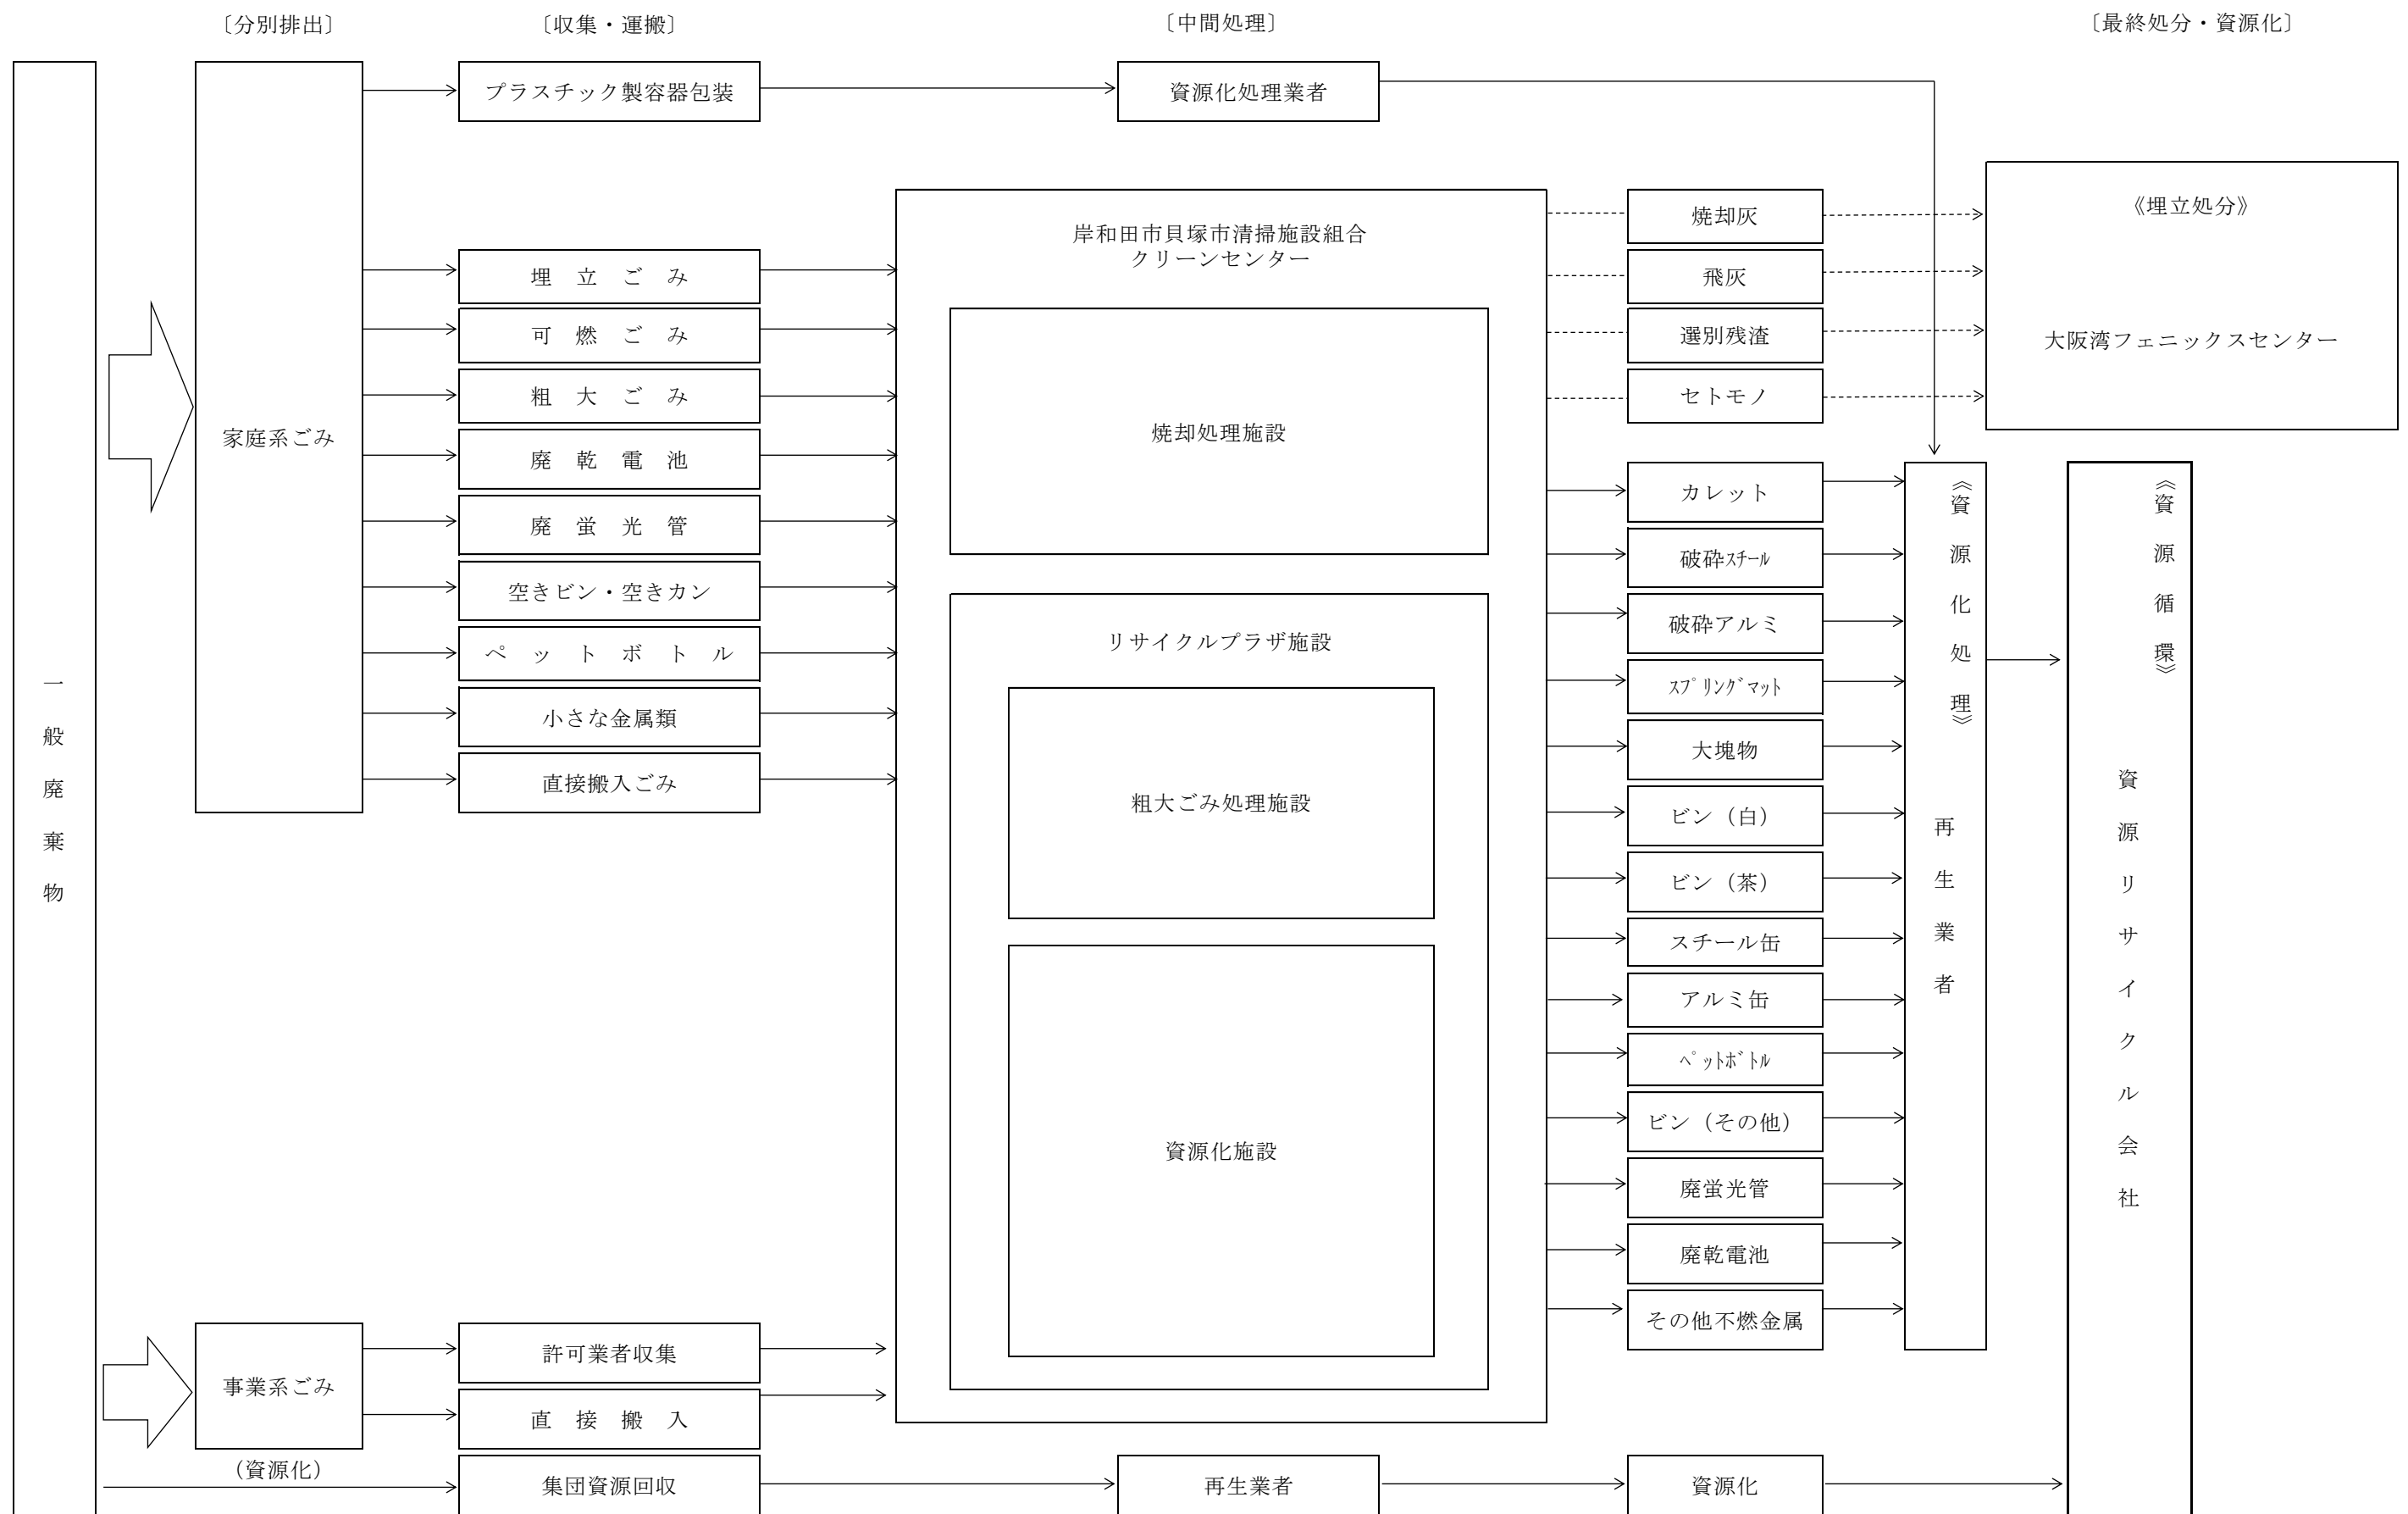 〔分別排出〕
〔収集・運搬〕
〔中間処理〕
〔最終処分・資源化〕
一般廃棄物
家庭系ごみ
プラスチック製容器包装
資源化処理業者
埋　立　ご　み
可　燃　ご　み
粗　大　ご　み
廃　乾　電　池
廃　蛍　光　管
空きビン・空きカン
ペ　ッ　ト　ボ　ト　ル
小さな金属類
直接搬入ごみ
岸和田市貝塚市清掃施設組合
クリーンセンター
焼却処理施設
リサイクルプラザ施設
粗大ごみ処理施設
資源化施設
焼却灰
飛灰
選別残渣
セトモノ
《埋立処分》
大阪湾フェニックスセンター
カレット
破砕ｽﾁｰﾙ
破砕アルミ
ｽﾌﾟﾘﾝｸﾞﾏｯﾄ
大塊物
ビン（白）
ビン（茶）
スチール缶
アルミ缶
ﾍﾟｯﾄﾎﾞﾄﾙ
ビン（その他）
廃蛍光管
廃乾電池
その他不燃金属
《資源化処理》
再生業者
《資源循環》
資源リサイクル会社
事業系ごみ
許可業者収集
直　接　搬　入
（資源化）
集団資源回収
再生業者
資源化